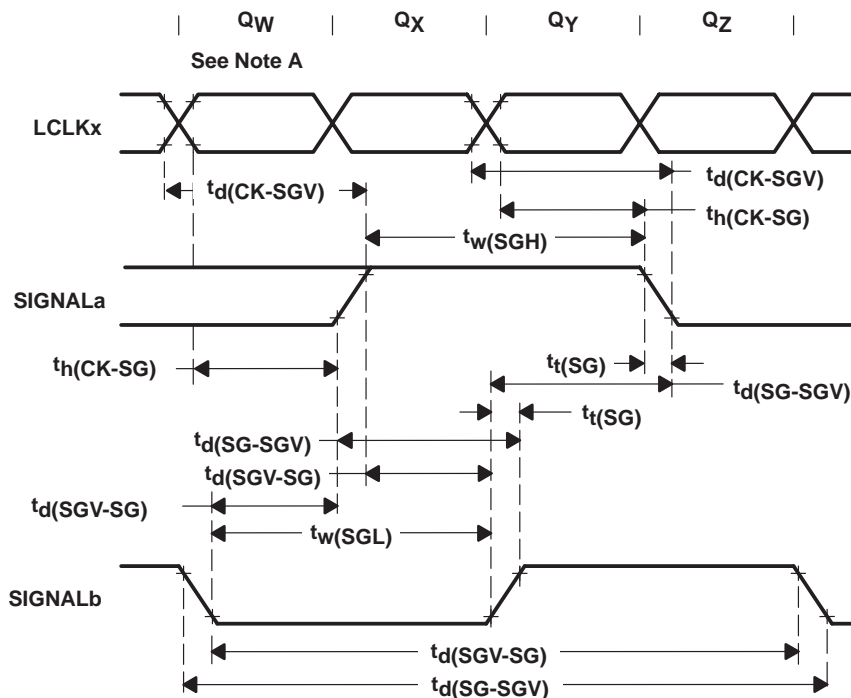 QW QX QY QZ
See Note A
LCLKx
td(CK-SGV) td(CK-SGV)
th(CK-SG)
tw(SGH)
SIGNALa
th(CK-SG) tt(SG)
td(SG-SGV)
tt(SG)
td(SG-SGV)
td(SGV-SG)
td(SGV-SG)
tw(SGL)
SIGNALb
td(SGV-SG)
td(SG-SGV)